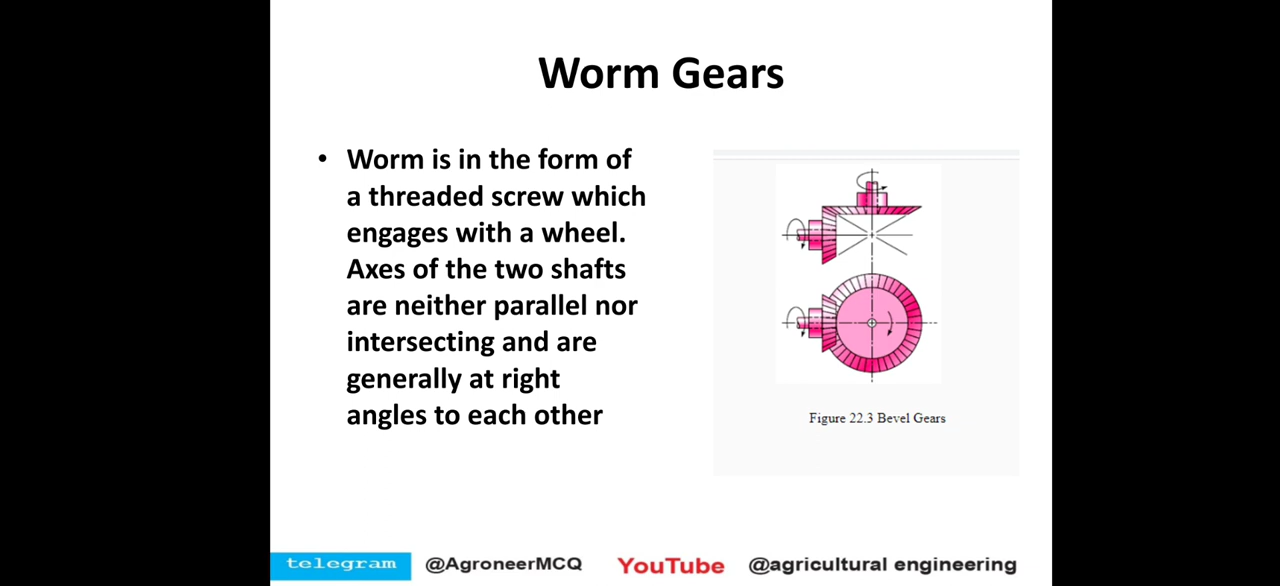 Worm Gears
• Worm is in the form of
a threaded screw which
engages with a wheel.
Axes of the two shafts
are neither parallel nor
intersecting and are
generally at right
angles to each other
Figure 22.3 Bevel Gears
telegram @AgroneerMCQ YouTube @agricultural engineering